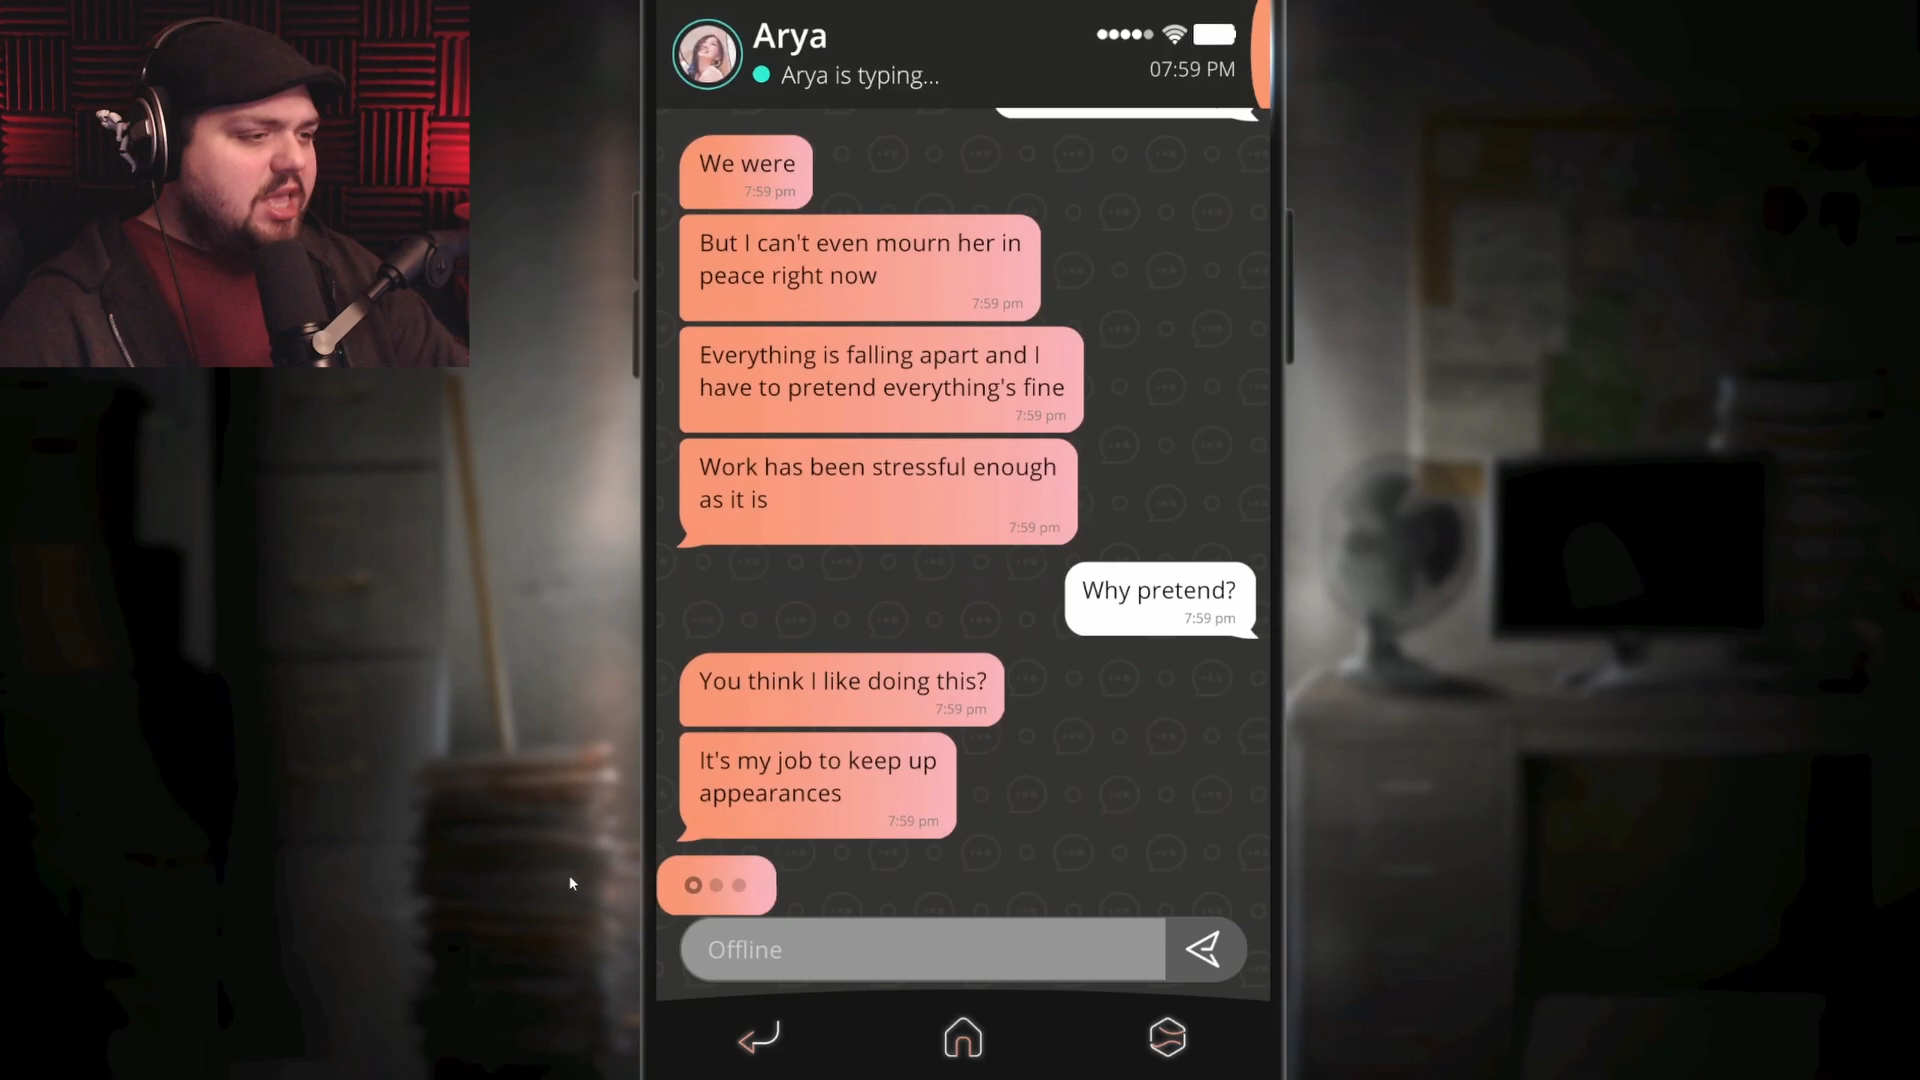 Arya
Arya is typing...
07:59 PM
We were
7:59 pm
But I can't even mourn her in
peace right now
7:59 pm
Everything is falling apart and I
have to pretend everything's fine
7:59 pm
Work has been stressful enough
as it is
7:59 pm
Why pretend?
7:59 pm
You think I like doing this?
7:59 pm
It's my job to keep up
appearances
7:59 pm
Offline